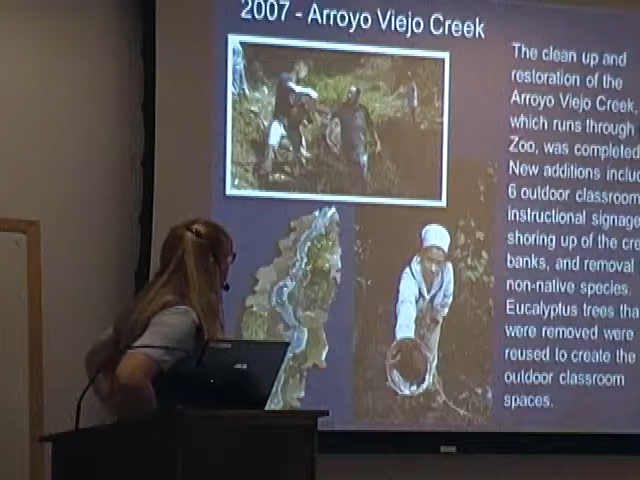 2007 - Arroyo Viejo Creek
The clean up and
restoration of the
Arroyo Viejo Creek,
which runs through
Zoo, was completed
New additions includ
6 outdoor classroom
instructional signage
shoring up of the cre
banks, and removal
non-native species.
Eucalyptus trees tha
were removed were
reused to create the
outdoor classroom
spaces.